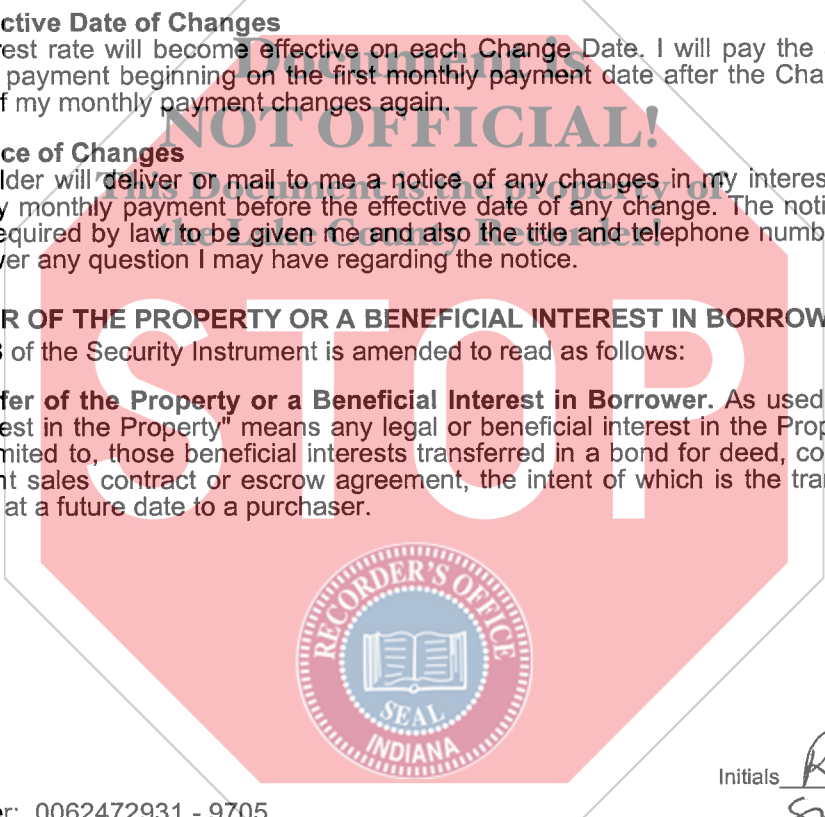 ctive Date of Changes
rest rate will become effective on each Change Date. I will pay the
payment beginning on the first monthly payment date after the Cha
f my monthly payment changes again.
ce of Changes
lder will deliver or mail to me a notice of any changes in my interes
y monthly payment before the effective date of any change. The noti
equired by law to be given me and also the title and telephone numb
ver any question I may have regarding the notice.
R OF THE PROPERTY OR A BENEFICIAL INTEREST IN BORROW
of the Security Instrument is amended to read as follows:
fer of the Property or a Beneficial Interest in Borrower. As used
est in the Property" means any legal or beneficial interest in the Prop
mited to, those beneficial interests transferred in a bond for deed, co
nt sales contract or escrow agreement, the intent of which is the tra
at a future date to a purchaser.
Document is
NOT OFFICIAL!
This Document is the property of
the Lake County Recorder!
STOP
RECORDER'S OFFICE
SEAL
INDIANA
Initials
er: 0062472931 - 9705